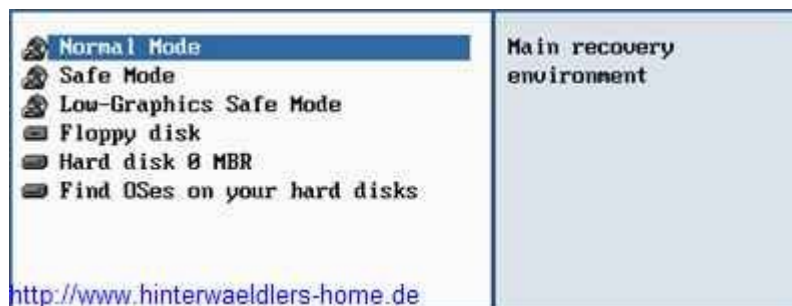 Normal Mode
Safe Mode
Low-Graphics Safe Mode
Floppy disk
Hard disk 0 MBR
Find OSes on your hard disks
Main recovery
environment
http://www.hinterwaeldlers-home.de